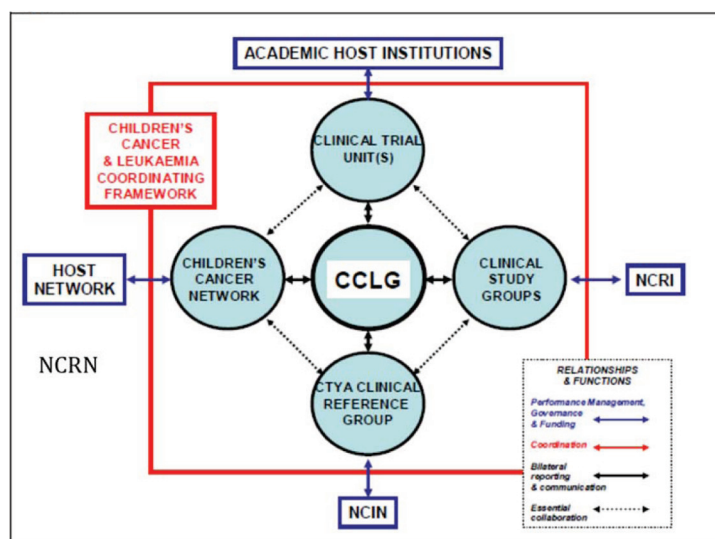 ACADEMIC HOST INSTITUTIONS
CHILDREN'S
CANCER
& LEUKAEMIA
COORDINATING
FRAMEWORK
CLINICAL TRIAL
UNIT(S)
HOST
NETWORK
CHILDREN'S
CANCER
NETWORK
CCLG
CLINICAL
STUDY
GROUPS
NCRI
NCRN
CTYA CLINICAL
REFERENCE
GROUP
NCIN
RELATIONSHIPS
& FUNCTIONS
Performance Management,
Governance
& Funding
Coordination
Bilateral
reporting
& communication
Essential
collaboration